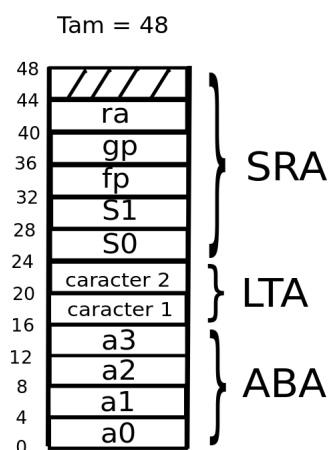 Tam = 48
48
44
ra
40
gp
36
fp
SRA
32
S1
28
S0
24
caracter 2
20
LTA
caracter 1
16
a3
12
a2
8
ABA
a1
4
a0
0